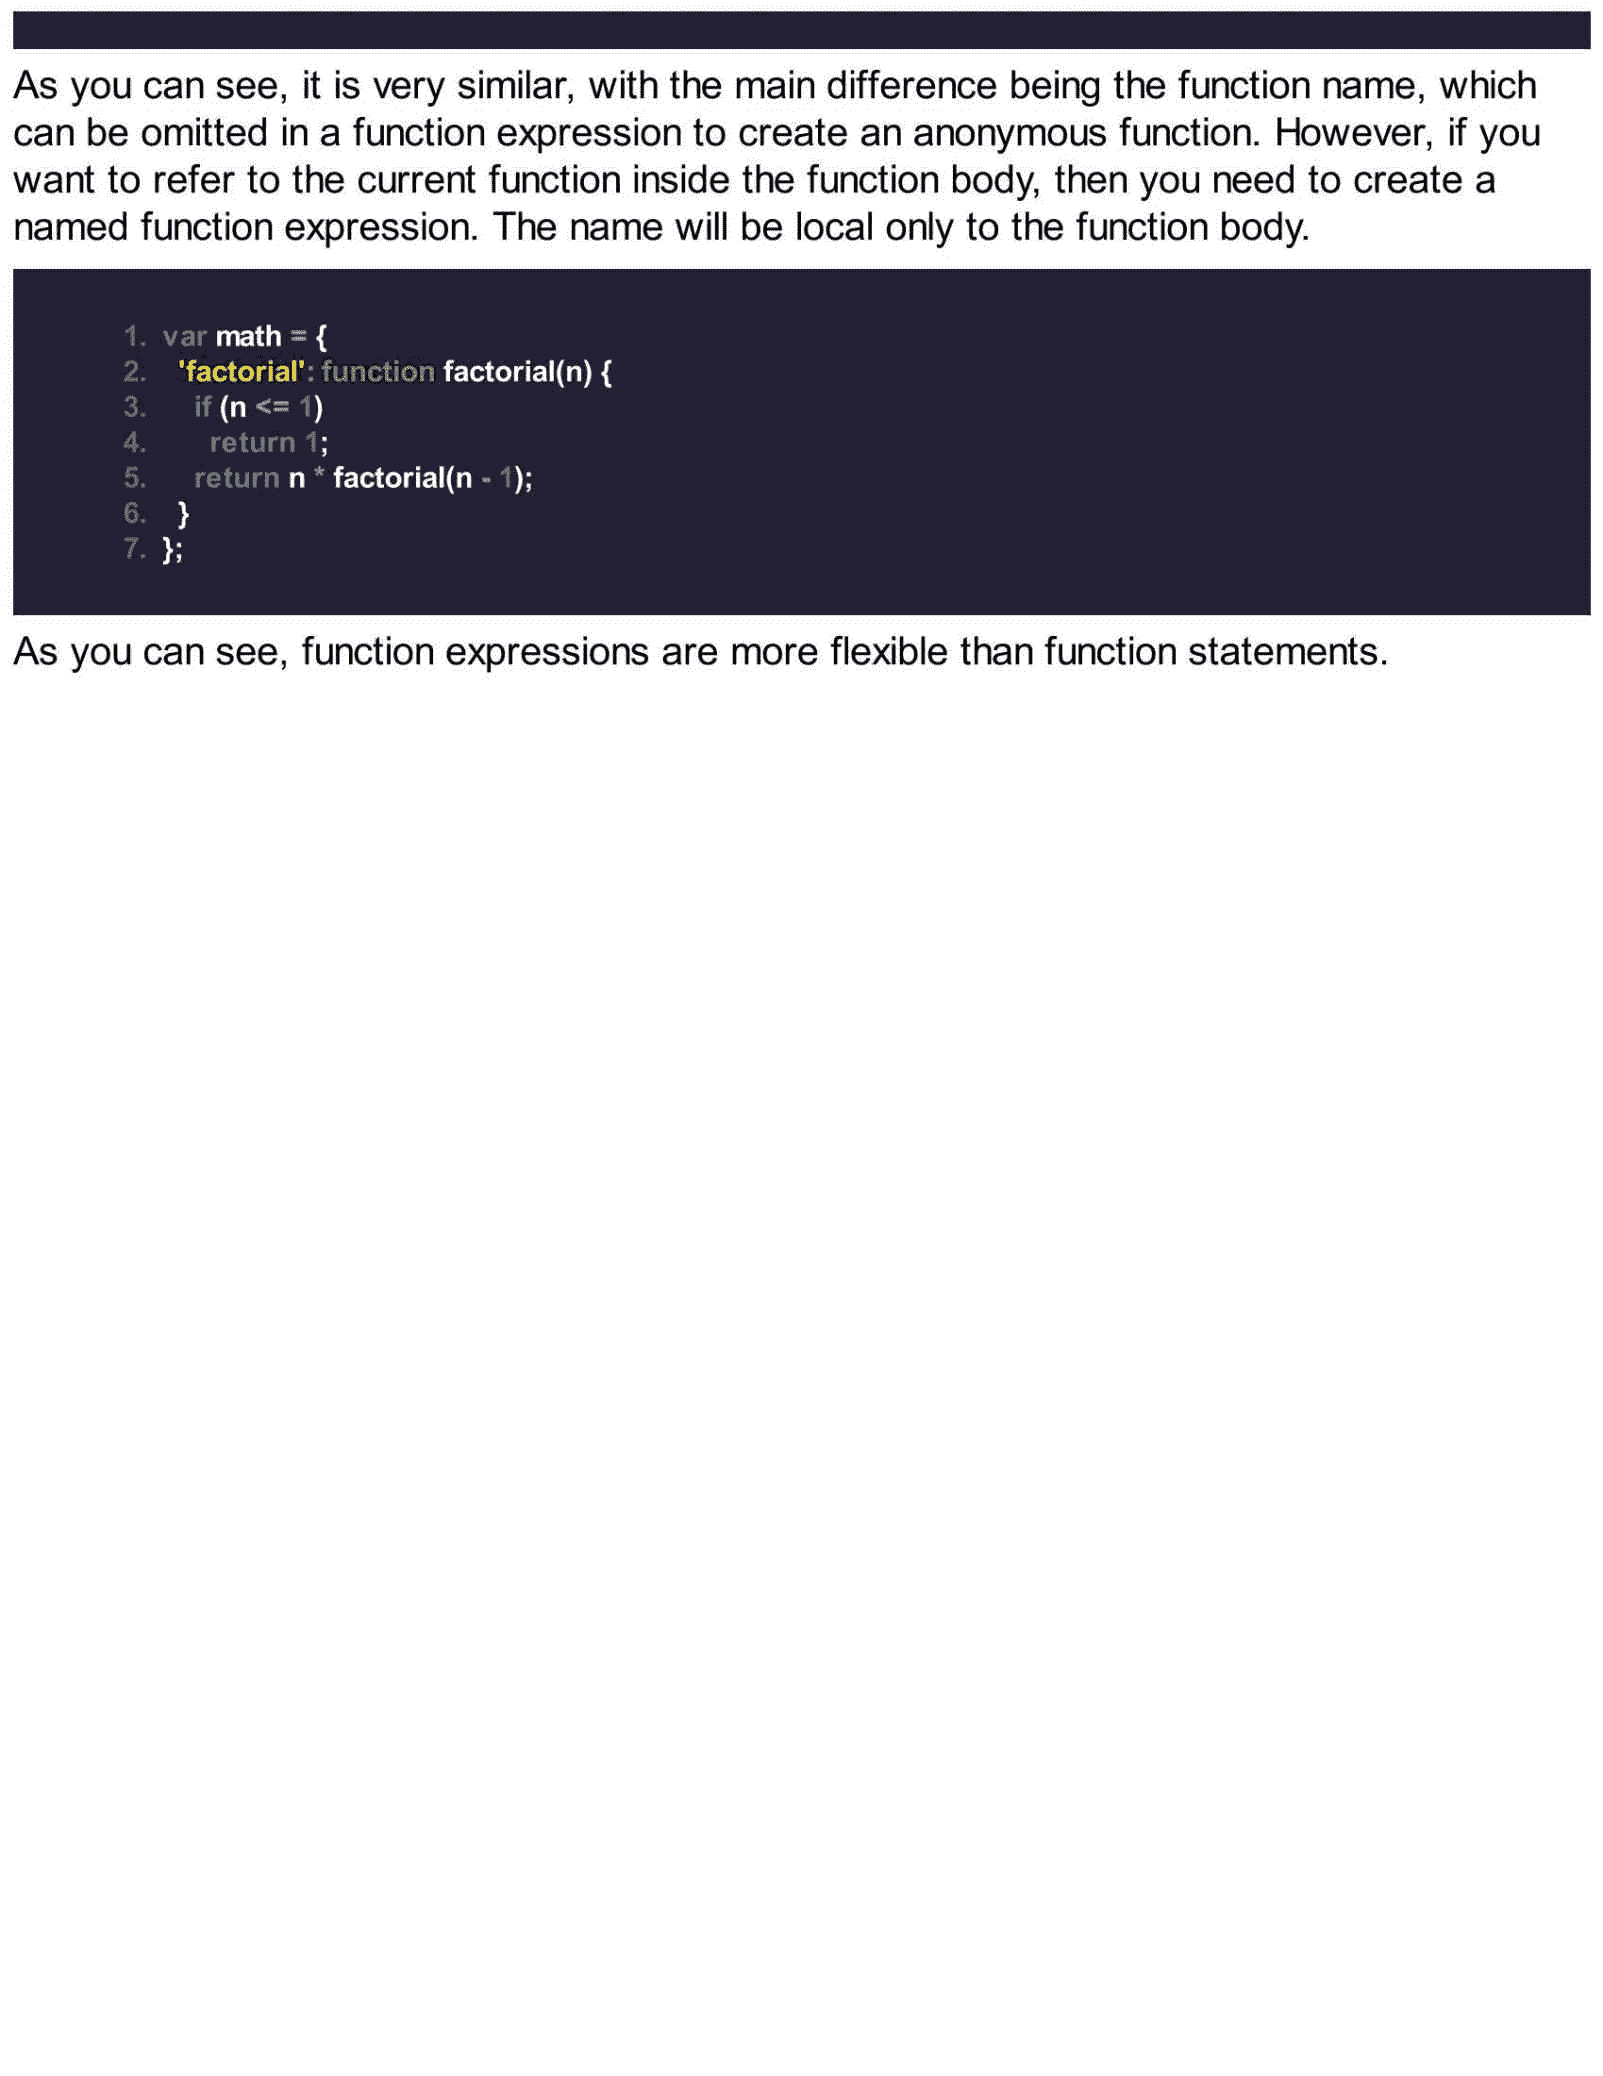 As you can see, it is very similar, with the main difference being the function name, which
can be omitted in a function expression to create an anonymous function. However, if you
want to refer to the current function inside the function body, then you need to create a
named function expression. The name will be local only to the function body.
1. var math = {
2. 'factorial': function factorial(n) {
3. if (n <= 1)
4. return 1;
5. return n * factorial(n - 1);
6. }
7. };
As you can see, function expressions are more flexible than function statements.